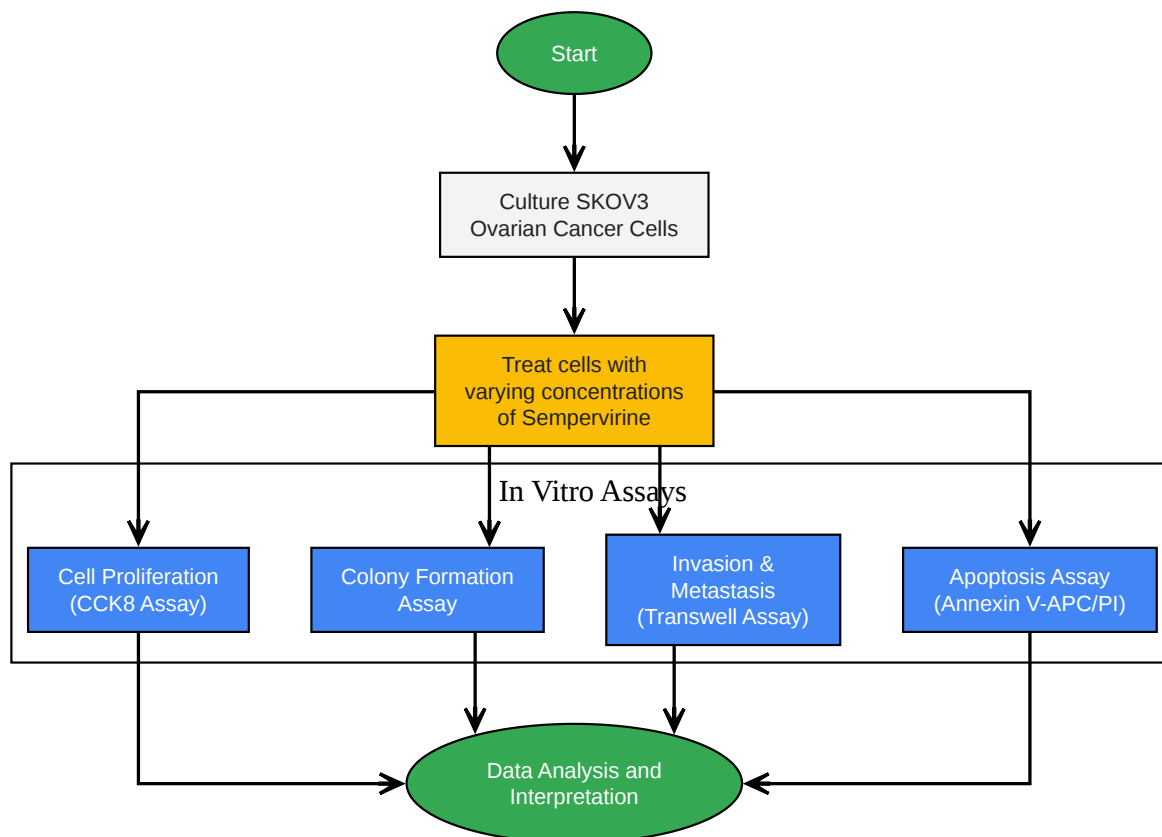 Start
Culture SKOV3
Ovarian Cancer Cells
Treat cells with
varying concentrations
of Sempervirine
In Vitro Assays
Cell Proliferation
(CCK8 Assay)
Colony Formation
Assay
Invasion &
Metastasis
(Transwell Assay)
Apoptosis Assay
(Annexin V-APC/PI)
Data Analysis and
Interpretation